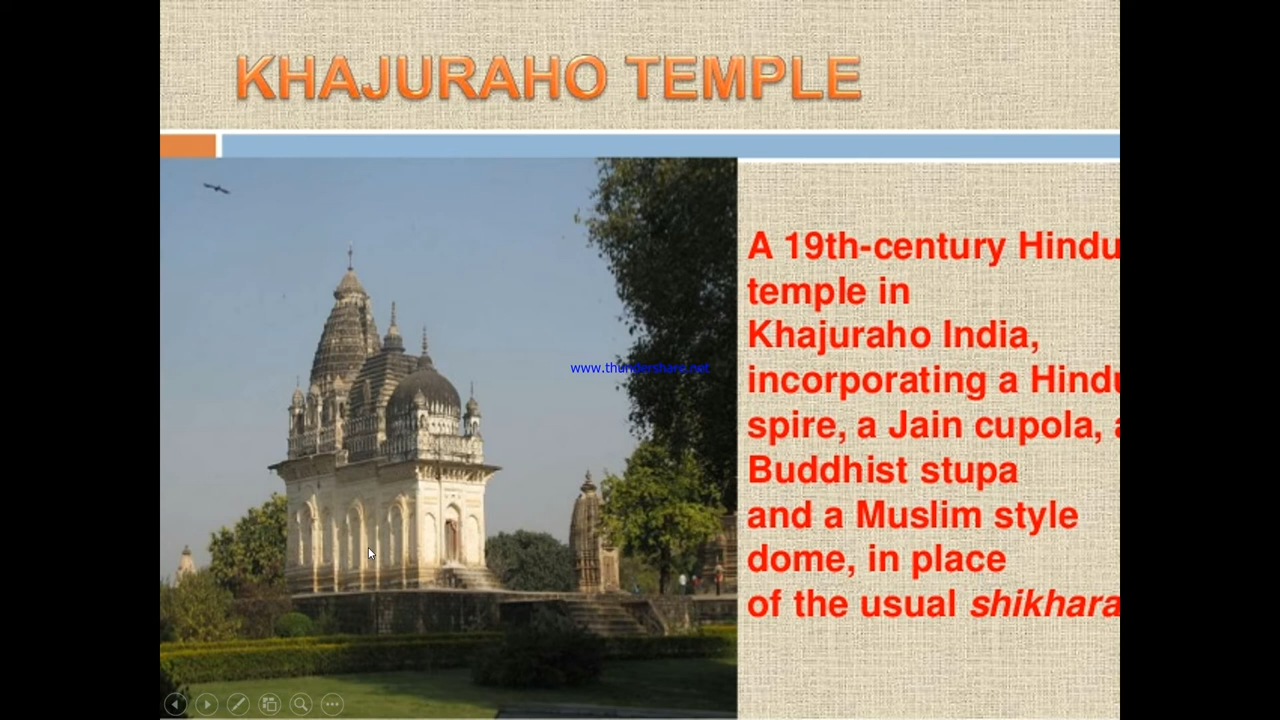 KHAJURAHO TEMPLE
A 19th-century Hindu
temple in
Khajuraho India,
incorporating a Hindu
spire, a Jain cupola, a
Buddhist stupa
and a Muslim style
dome, in place
of the usual shikhara
www.thundershare.net